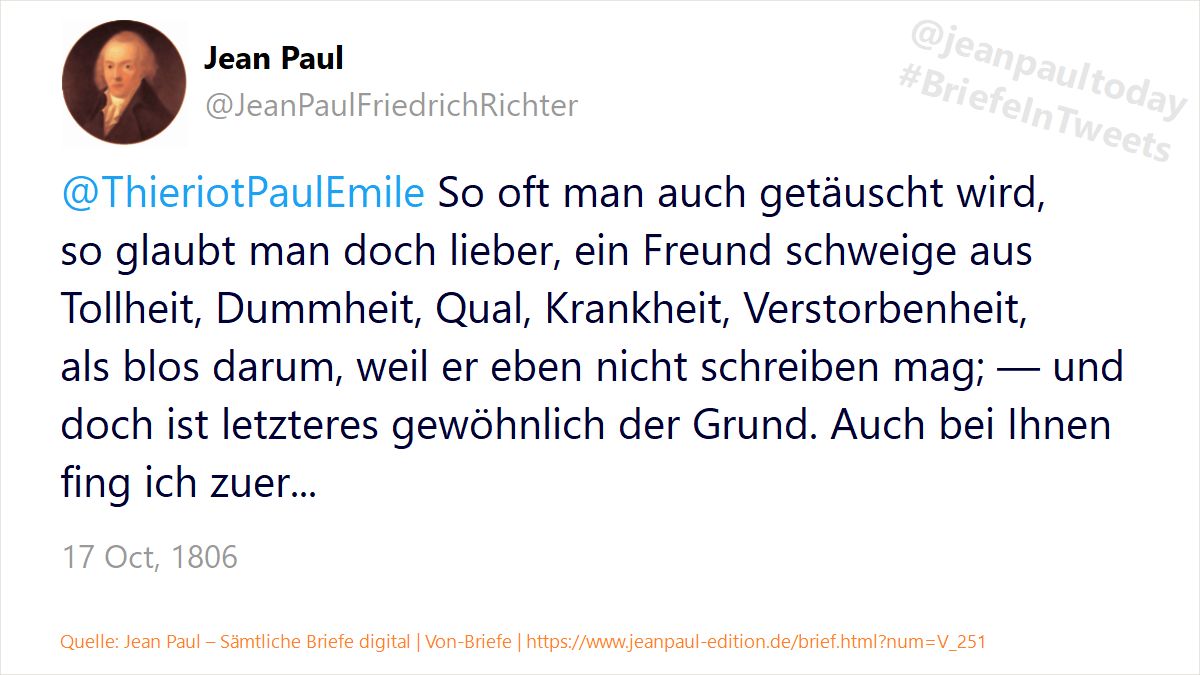 Jean Paul
@JeanPaulFriedrichRichter
@jeanpaultoday
#BriefeInTweets
@ThieriotPaulEmile So oft man auch getäuscht wird,
so glaubt man doch lieber, ein Freund schweige aus
Tollheit, Dummheit, Qual, Krankheit, Verstorbenheit,
als blos darum, weil er eben nicht schreiben mag; — und
doch ist letzteres gewöhnlich der Grund. Auch bei Ihnen
fing ich zuer...
17 Oct, 1806
Quelle: Jean Paul – Sämtliche Briefe digital | Von-Briefe | https://www.jeanpaul-edition.de/brief.html?num=V_251